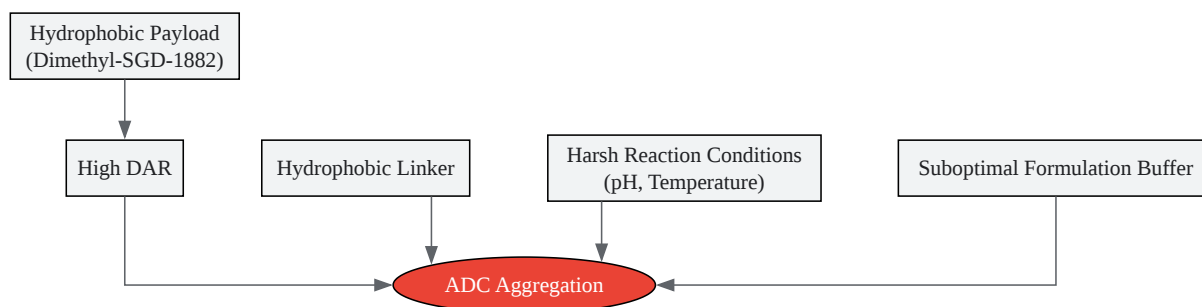 Hydrophobic Payload
(Dimethyl-SGD-1882)
High DAR
Hydrophobic Linker
Harsh Reaction Conditions
(pH, Temperature)
Suboptimal Formulation Buffer
ADC Aggregation